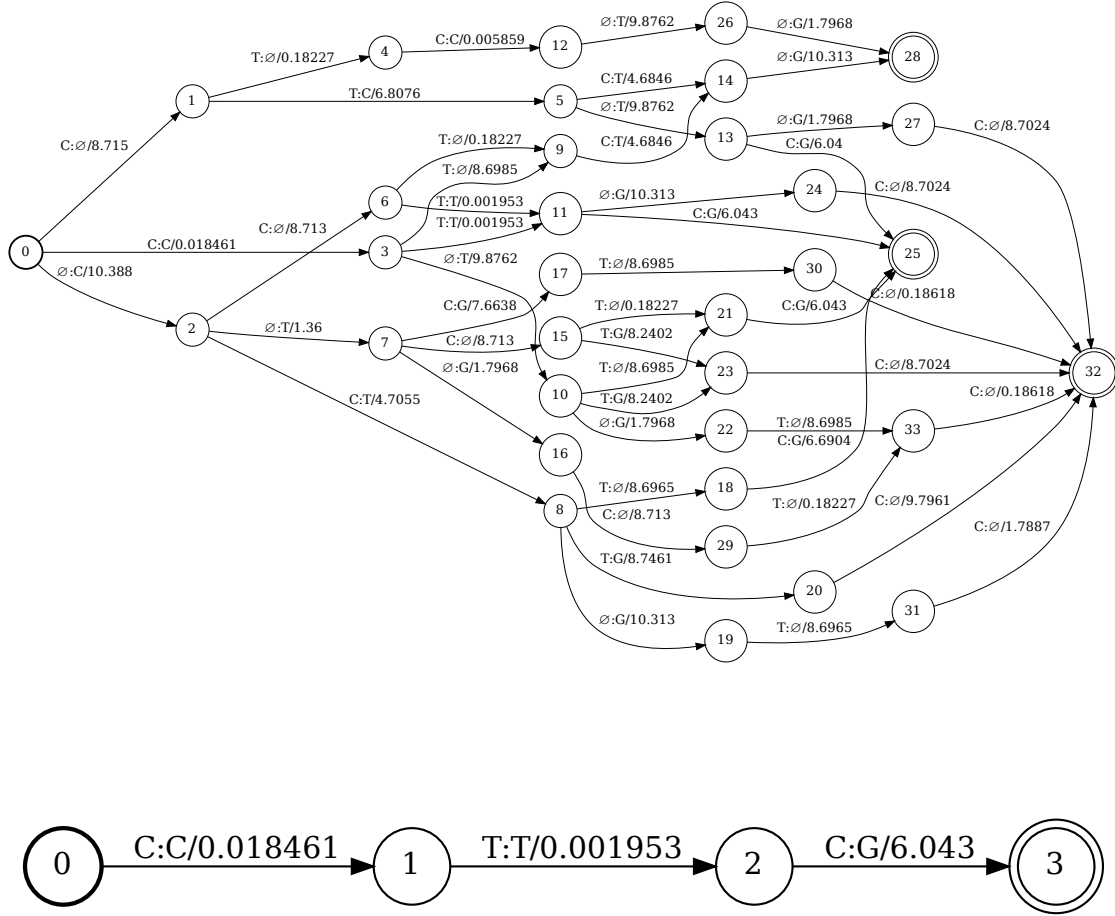 ∅:T/9.8762
26
∅:G/1.7968
C:C/0.005859
12
4
T:∅/0.18227
28
∅:G/10.313
C:T/4.6846
14
1
T:C/6.8076
5
∅:T/9.8762
∅:G/1.7968
27
C:∅/8.7024
13
C:∅/8.715
T:∅/0.18227
9
C:T/4.6846
C:G/6.04
T:∅/8.6985
24
C:∅/8.7024
6
T:T/0.001953
∅:G/10.313
11
C:G/6.043
T:T/0.001953
C:∅/8.713
0
C:C/0.018461
3
25
∅:T/9.8762
∅:C/10.388
17
T:∅/8.6985
30
C:∅/0.18618
C:G/7.6638
T:∅/0.18227
21
C:G/6.043
2
∅:T/1.36
7
C:∅/8.713
15
T:G/8.2402
∅:G/1.7968
T:∅/8.6985
23
C:∅/8.7024
32
10
T:G/8.2402
C:T/4.7055
∅:G/1.7968
22
T:∅/8.6985
33
C:∅/0.18618
C:G/6.6904
16
T:∅/8.6965
18
8
C:∅/8.713
T:∅/0.18227
C:∅/9.7961
29
T:G/8.7461
C:∅/1.7887
20
31
∅:G/10.313
19
T:∅/8.6965
0
C:C/0.018461
1
T:T/0.001953
2
C:G/6.043
3